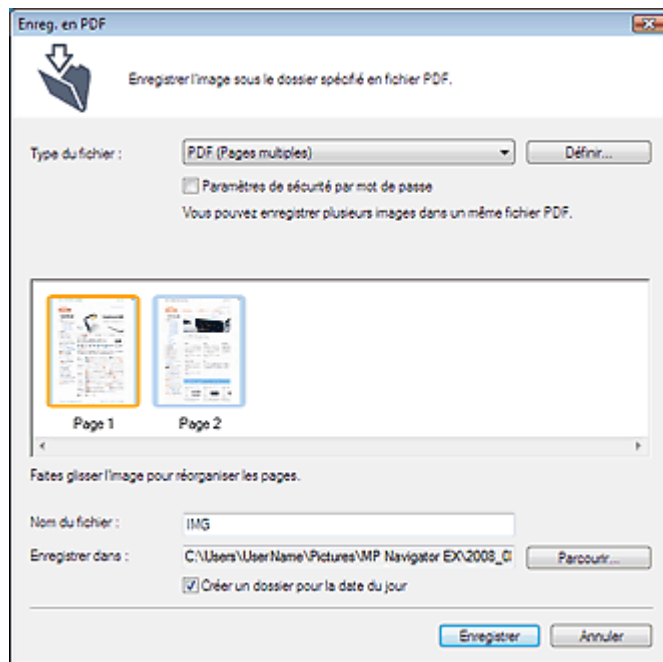 Enreg. en PDF
Enregistrer l'image sous le dossier spécifié en fichier PDF.
Type du fichier :
PDF (Pages multiples)
Définir...
Paramètres de sécurité par mot de passe
Vous pouvez enregistrer plusieurs images dans un même fichier PDF.
Page 1
Page 2
Faites glisser l'image pour réorganiser les pages.
Nom du fichier :
IMG
Enregistrer dans :
C:\Users\UserName\Pictures\MP Navigator EX\2008_0
Parcourir...
Créer un dossier pour la date du jour
Enregistrer
Annuler